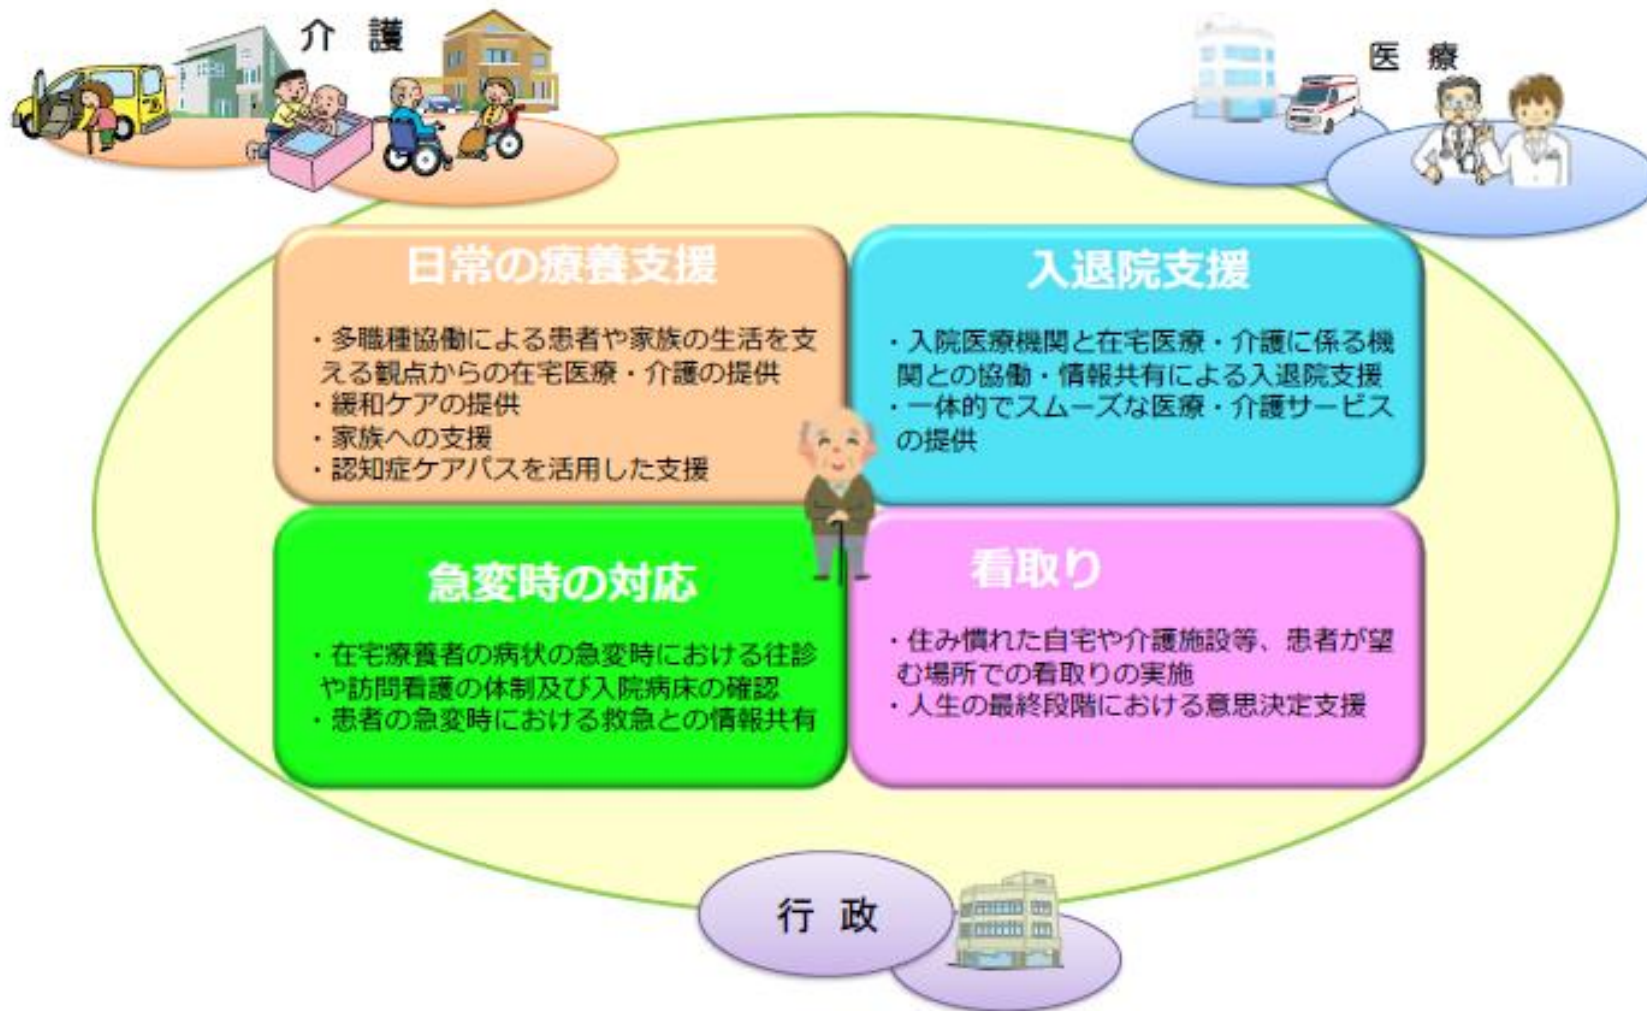 介 護
医 療
日常の療養支援
・多職種協働による患者や家族の生活を支
える観点からの在宅医療・介護の提供
・緩和ケアの提供
・家族への支援
・認知症ケアパスを活用した支援
入退院支援
・入院医療機関と在宅医療・介護に係る機
関との協働・情報共有による入退院支援
・一体的でスムーズな医療・介護サービス
の提供
急変時の対応
・在宅療養者の病状の急変時における往診
や訪問看護の体制及び入院病床の確認
・患者の急変時における救急との情報共有
看取り
・住み慣れた自宅や介護施設等、患者が望
む場所での看取りの実施
・人生の最終段階における意思決定支援
行 政